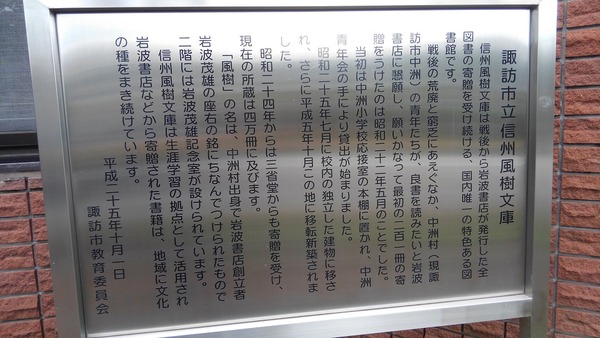 諏訪市立信州風樹文庫
信州風樹文庫は戦後から岩波書店が発行した全
図書の寄贈を受け続ける、国内唯一の特色ある図
書館です。
戦後の荒廃と窮乏にあえぐなか、中洲村（現諏
訪市中洲）の青年たちが、良書を読みたいと岩波
書店に懇願し、願いかなって最初の二百一冊の寄
贈をうけたのは昭和二十二年五月のことでした。
当初は中洲小学校応接室の本棚に置かれ、中洲
青年会の手により貸出が始まりました。
昭和二十五年七月に校内の独立した建物に移さ
れ、さらに平成五年十月この地に移転新築されま
した。
昭和二十四年からは三省堂からも寄贈を受け、
現在の所蔵は四万冊に及びます。
「風樹」の名は、中洲村出身で岩波書店創立者
岩波茂雄の座右の銘にちなんでつけられたもので
二階には岩波茂雄記念室が設けられています。
信州風樹文庫は生涯学習の拠点として活用され
岩波書店などから寄贈された書籍は、地域に文化
の種をまき続けています。
平成二十五年十月一日
諏訪市教育委員会